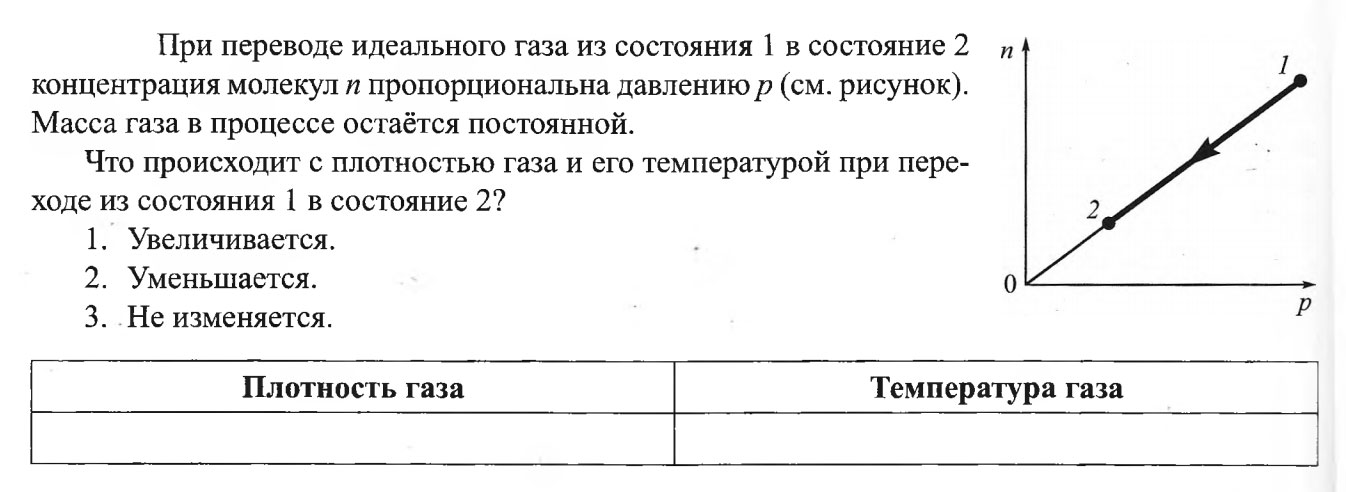 При переводе идеального газа из состояния 1 в состояние 2
концентрация молекул n пропорциональна давлению p (см. рисунок).
Масса газа в процессе остаётся постоянной.
Что происходит с плотностью газа и его температурой при пере-
ходе из состояния 1 в состояние 2?
1. Увеличивается.
2. Уменьшается.
3. Не изменяется.
n
1
2
0
p
Плотность газа
Температура газа